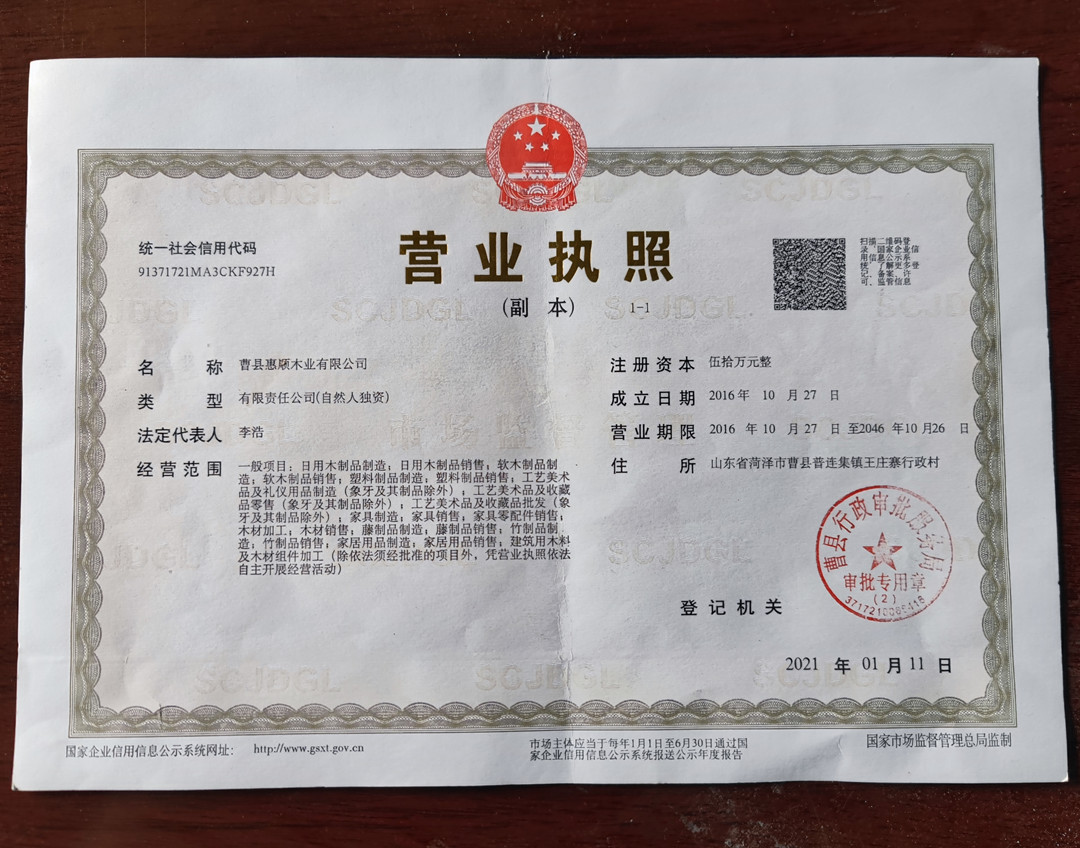 统一社会信用代码
91371721MA3CKF927H
营业执照
(副 本) 1-1
扫描二维码登
录'国家企业信
用信息公示系
统'了解更多登
记、备案、许
可、监管信息
名 称 曹县惠顺木业有限公司
类 型 有限责任公司(自然人独资)
法定代表人 李浩
经营范围 一般项目：日用木制品制造；日用木制品销售；软木制品制
造；软木制品销售；塑料制品制造；塑料制品销售；工艺美术
品及礼仪用品制造（象牙及其制品除外）；工艺美术品及收藏
品零售（象牙及其制品除外）；工艺美术品及收藏品批发（象
牙及其制品除外）；家具制造；家具销售；家具零配件销售；
木材加工；木材销售；藤制品制造；藤制品销售；竹制品制
造；竹制品销售；家居用品制造；家居用品销售；建筑用木料
及木材组件加工（除依法须经批准的项目外，凭营业执照依法
自主开展经营活动）
注册资本 伍拾万元整
成立日期 2016年 10 月27 日
营业期限 2016 年10 月27 日 至2046 年10月26 日
住 所 山东省菏泽市曹县普连集镇王庄寨行政村
曹县行政审批服务局
审批专用章
(2)
登记机关
2021 年 01月11 日
国家企业信用信息公示系统网址： http://www.gsxt.gov.cn
市场主体应当于每年1月1日至6月30日通过国
家企业信用信息公示系统报送公示年度报告
国家市场监督管理总局监制